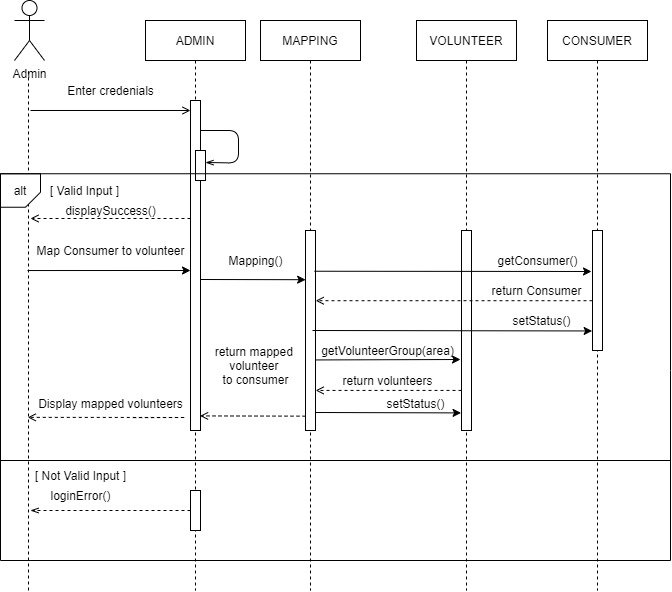 ADMIN
MAPPING
VOLUNTEER
CONSUMER
Admin
Enter credenials
alt
[ Valid Input ]
displaySuccess()
Map Consumer to volunteer
Mapping()
getConsumer()
return Consumer
setStatus()
return mapped
volunteer
to consumer
getVolunteerGroup(area)
return volunteers
Display mapped volunteers
setStatus()
[ Not Valid Input ]
loginError()